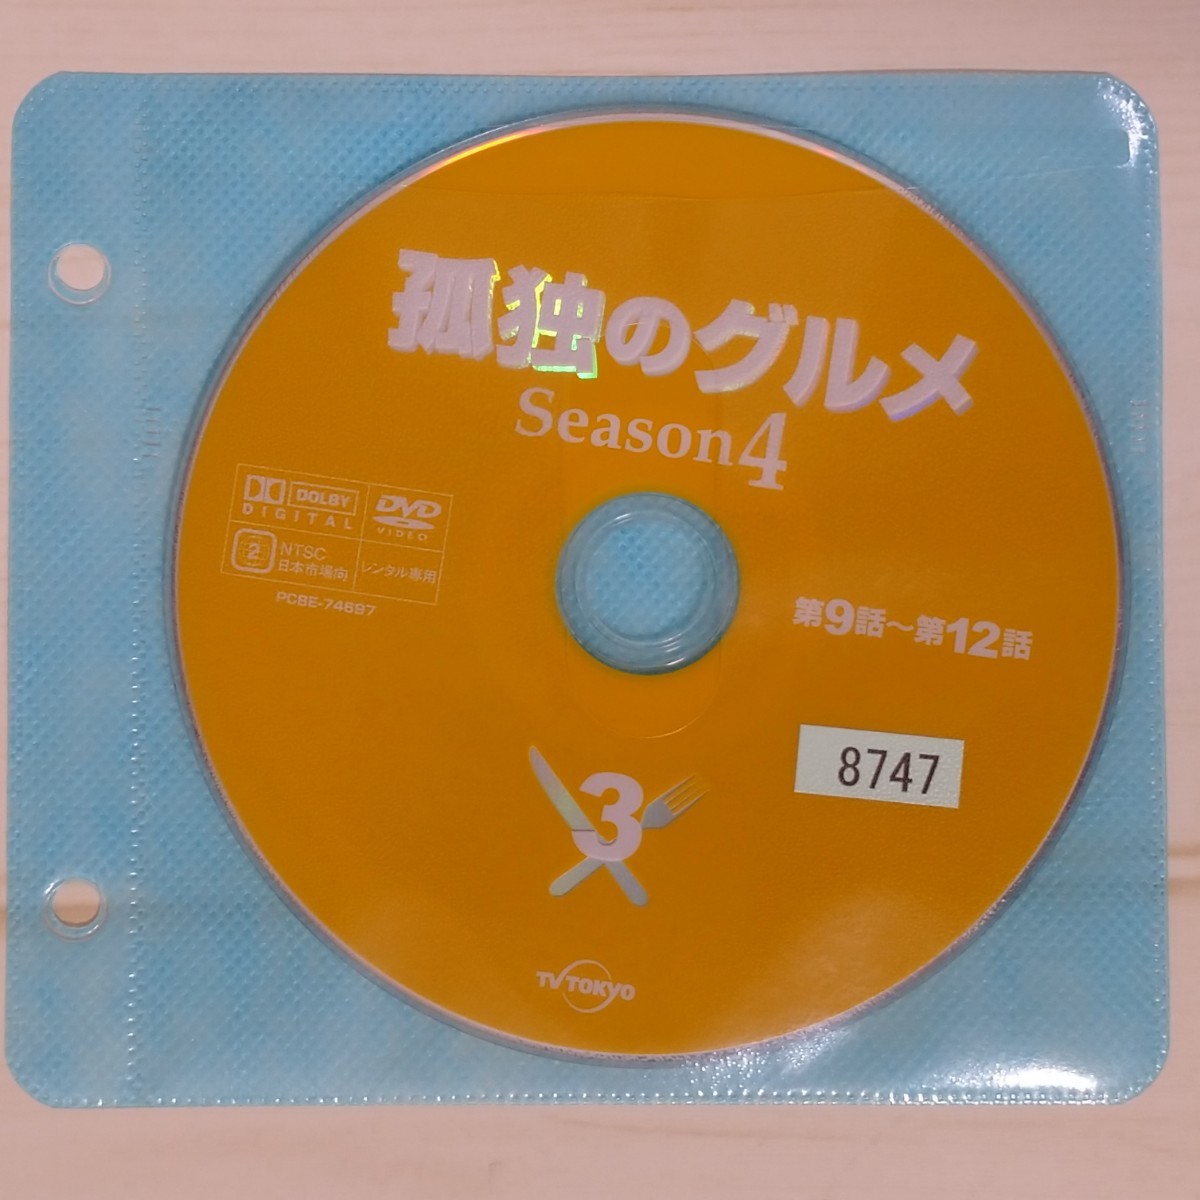 孤独のグルメ
Season4
DOLBY
DIGITAL
DVD
VIDEO
2
NTSC
日本市場向
レンタル専用
PCBE-74697
第9話～第12話
8747
3
TV TOKYO